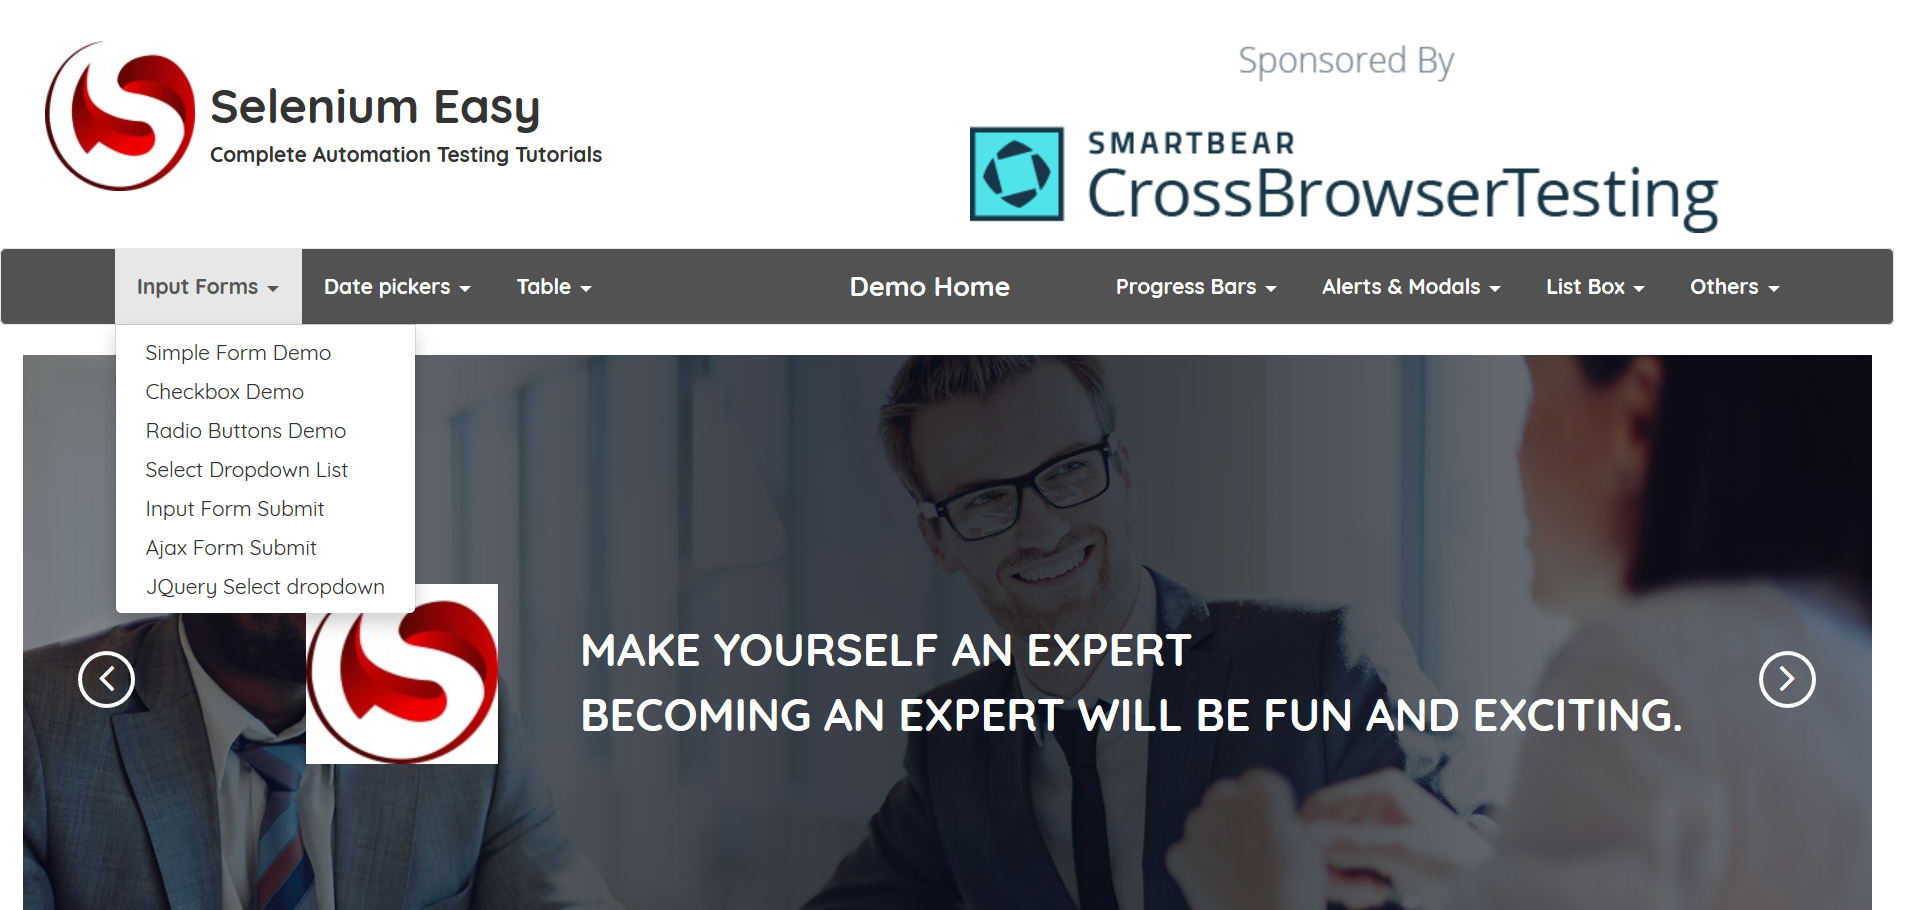 Selenium Easy
Complete Automation Testing Tutorials
Sponsored By
SMARTBEAR
CrossBrowserTesting
Input Forms Date pickers Table Demo Home Progress Bars Alerts & Modals List Box Others
Simple Form Demo
Checkbox Demo
Radio Buttons Demo
Select Dropdown List
Input Form Submit
Ajax Form Submit
JQuery Select dropdown
MAKE YOURSELF AN EXPERT
BECOMING AN EXPERT WILL BE FUN AND EXCITING.